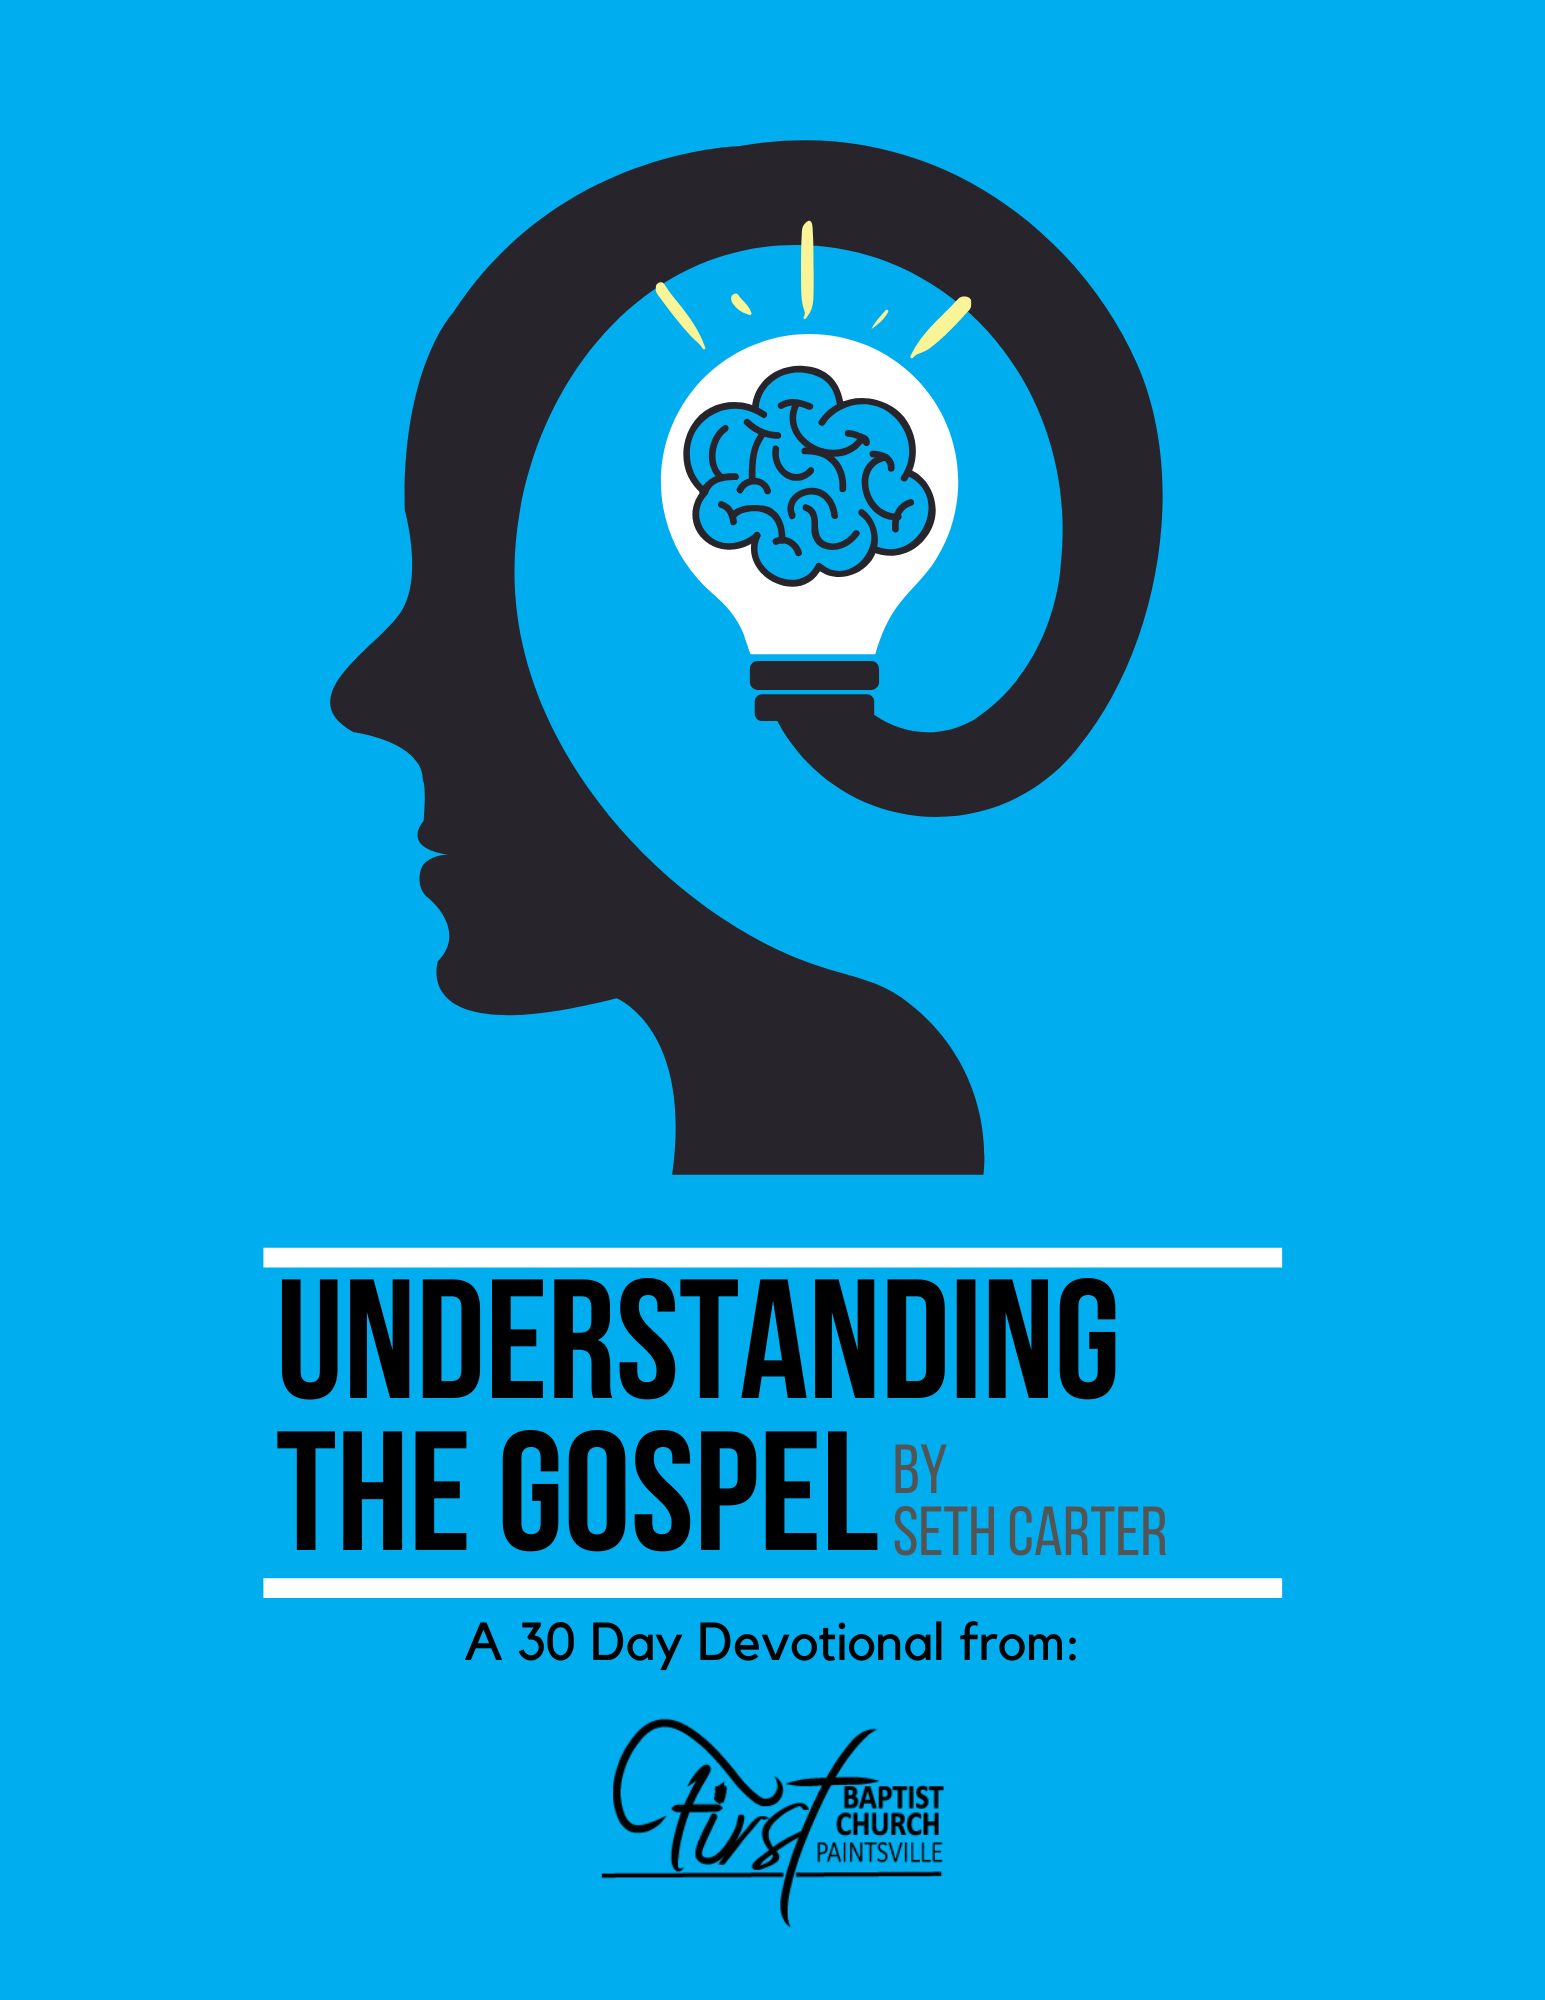 UNDERSTANDING
THE GOSPEL
BY
SETH CARTER
A 30 Day Devotional from:
First
BAPTIST
CHURCH
PAINTSVILLE